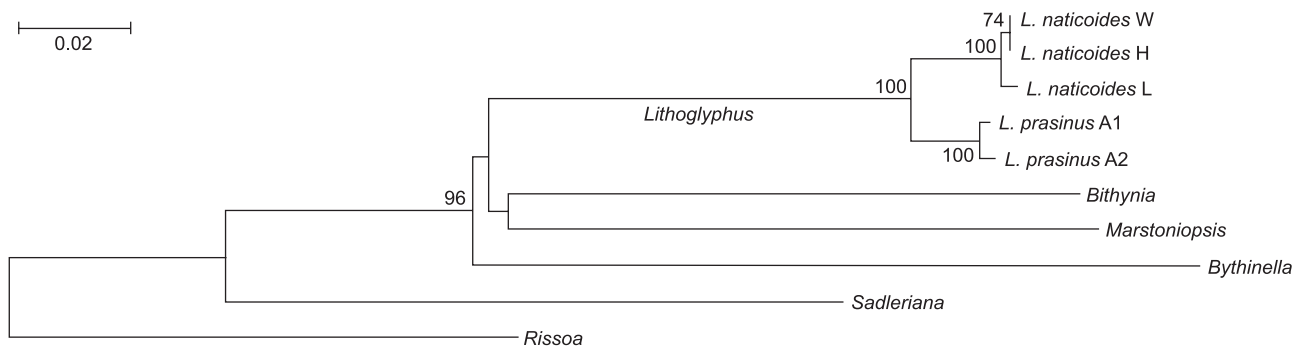 0.02
74
L. naticoides W
100
L. naticoides H
L. naticoides L
100
Lithoglyphus
L. prasinus A1
100
L. prasinus A2
96
Bithynia
Marstoniopsis
Bythinella
Sadleriana
Rissoa